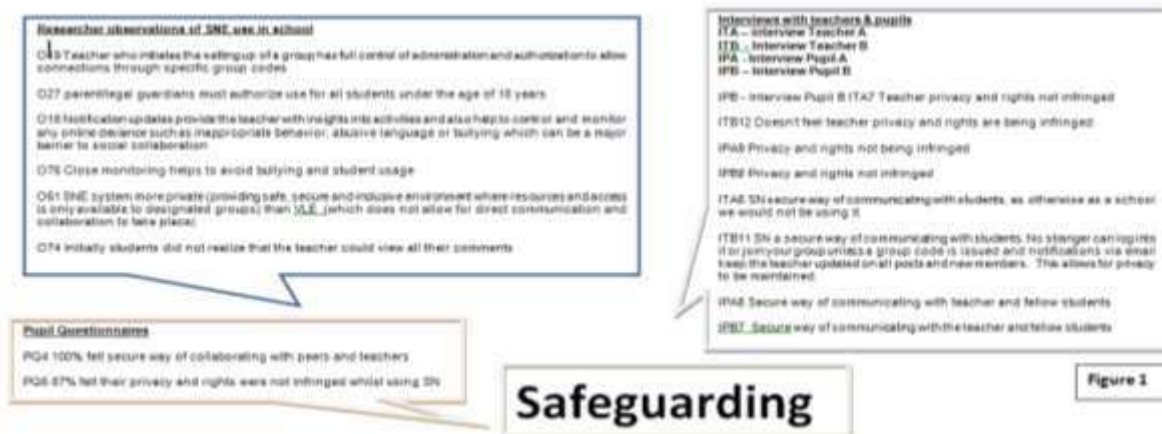 Researcher observations of SNE use in school
Teacher who initiates the setting up of a group has full control of administration and authorization to allow
connections through specific group codes
O27 parent/legal guardians must authorize use for all students under the age of 18 years
O18 Notification updates provide the teacher with insights into activities and also help to control and monitor
any online deviance such as inappropriate behavior, abusive language or bullying which can be a major
barrier to social collaboration
O76 Close monitoring helps to avoid bullying and student usage
O61 SNE system more private (providing safe, secure and inclusive environment where resources and access
is only available to designated groups) than VLE (which does not allow for direct communication and
collaboration to take place)
O74 Initially students did not realize that the teacher could view all their comments
Pupil Questionnaires
PG4 100% felt secure way of collaborating with peers and teachers
87% felt their privacy and rights were not infringed whilst using SN
Interviews with teachers & pupils
ITA – Interview Teacher A
ITB - Interview Teacher B
IPA - Interview Pupil A
IPB – Interview Pupil B
IPB - Interview Pupil B ITA7 Teacher privacy and rights not infringed
ITB12 Doesn't feel teacher privacy and rights are being infringed
IPA9 Privacy and rights not being infringed
IPB8 Privacy and rights not infringed
ITA6 SN secure way of communicating with students, as otherwise as a school
we would not be using it
ITB11 SN a secure way of communicating with students. No stranger can log into
it or join your group unless a group code is issued and notifications via email
keep the teacher updated on all posts and new members. This allows for privacy
to be maintained
IPA8 Secure way of communicating with teacher and fellow students
IPB7 Secure way of communicating with the teacher and fellow students
Safeguarding
Figure 1